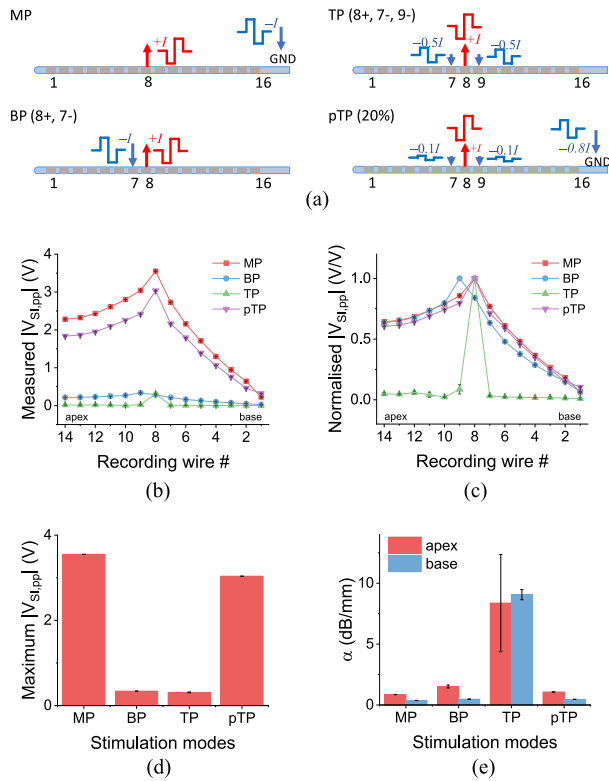 MP
−I
+I
GND
1
8
16
TP (8+, 7-, 9-)
−0.5I
+I
−0.5I
1
7 8 9
16
BP (8+, 7-)
−I
+I
1
7 8
16
pTP (20%)
−0.1I
+I
−0.1I
−0.8I
GND
1
7 8 9
16
(a)
Measured |V_SI,pp| (V)
4
3
2
1
0
MP
BP
TP
pTP
apex
base
14 12 10 8 6 4 2
Recording wire #
(b)
Normalised |V_SI,pp| (V/V)
1.0
0.5
0.0
MP
BP
TP
pTP
apex
base
14 12 10 8 6 4 2
Recording wire #
(c)
Maximum |V_SI,pp| (V)
4
2
0
MP BP TP pTP
Stimulation modes
(d)
α (dB/mm)
10
5
0
apex
base
MP BP TP pTP
Stimulation modes
(e)